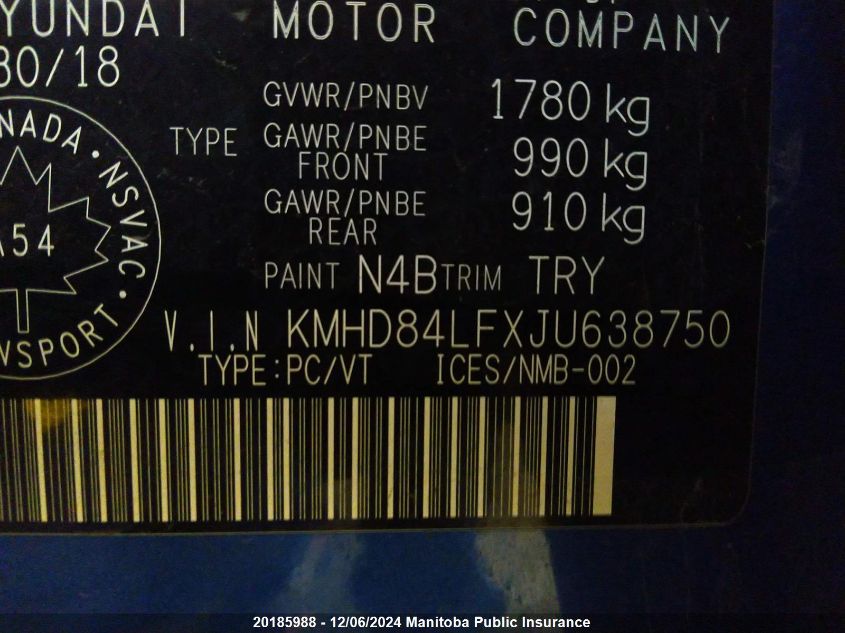 YUNDAI MOTOR COMPANY
30/18
GVWR/PNBV 1780 kg
TYPE GAWR/PNBE FRONT 990 kg
GAWR/PNBE REAR 910 kg
PAINT N4B TRIM TRY
V.I.N KMHD84LFXJU638750
TYPE:PC/VT ICES/NMB-002
NADA • NSVAC •
54
NSPORT
20185988 - 12/06/2024 Manitoba Public Insurance